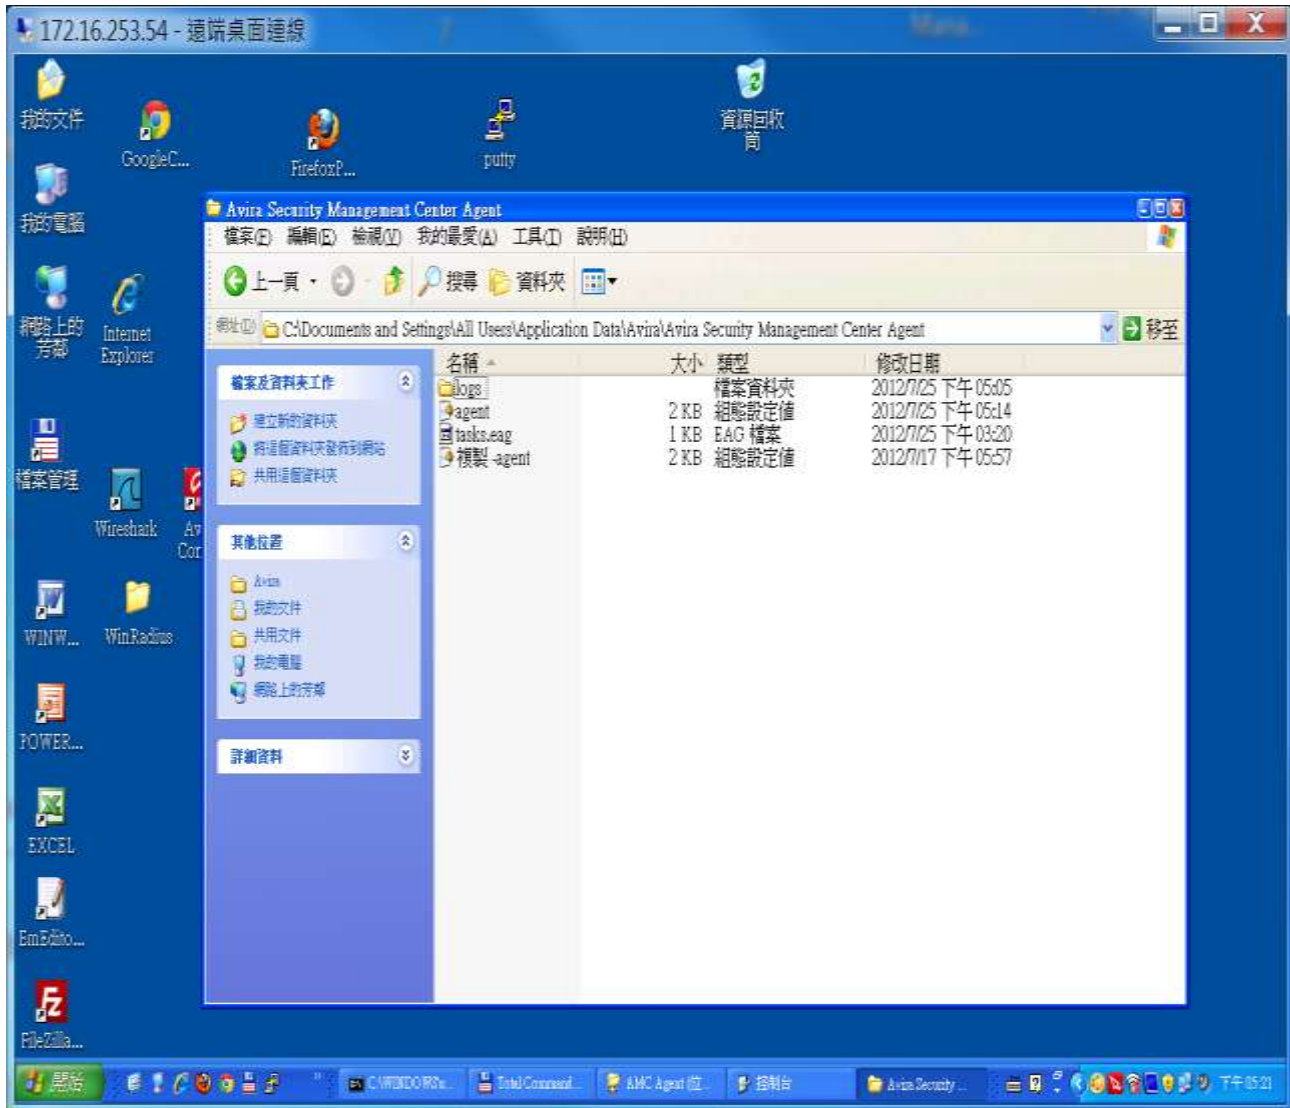 172.16.253.54 - 遠端桌面連線
我的文件
GoogleC...
FirefoxP...
putty
資源回收
筒
我的電腦
網路上的
芳鄰
Internet
Explorer
檔案管理
Wireshark
Av
Cor
WINW...
WinRadius
POWER...
EXCEL
EmEdito...
FileZilla...
Avira Security Management Center Agent
檔案(F) 編輯(E) 檢視(V) 我的最愛(A) 工具(T) 說明(H)
上一頁 搜尋 資料夾
網址(D) C:\Documents and Settings\All Users\Application Data\Avira\Avira Security Management Center Agent 移至
檔案及資料夾工作
建立新的資料夾
將這個資料夾發佈到網站
共用這個資料夾
其他位置
Avira
我的文件
共用文件
我的電腦
網路上的芳鄰
詳細資料
名稱 大小 類型 修改日期
logs 檔案資料夾 2012/7/25 下午 05:05
agent 2 KB 組態設定值 2012/7/25 下午 05:14
tasks.eag 1 KB EAG 檔案 2012/7/25 下午 03:20
複製 -agent 2 KB 組態設定值 2012/7/17 下午 05:57
開始 C:\WINDOWS\s... Total Command... AMC Agent (位... 控制台 Avira Security ... 下午 05:21